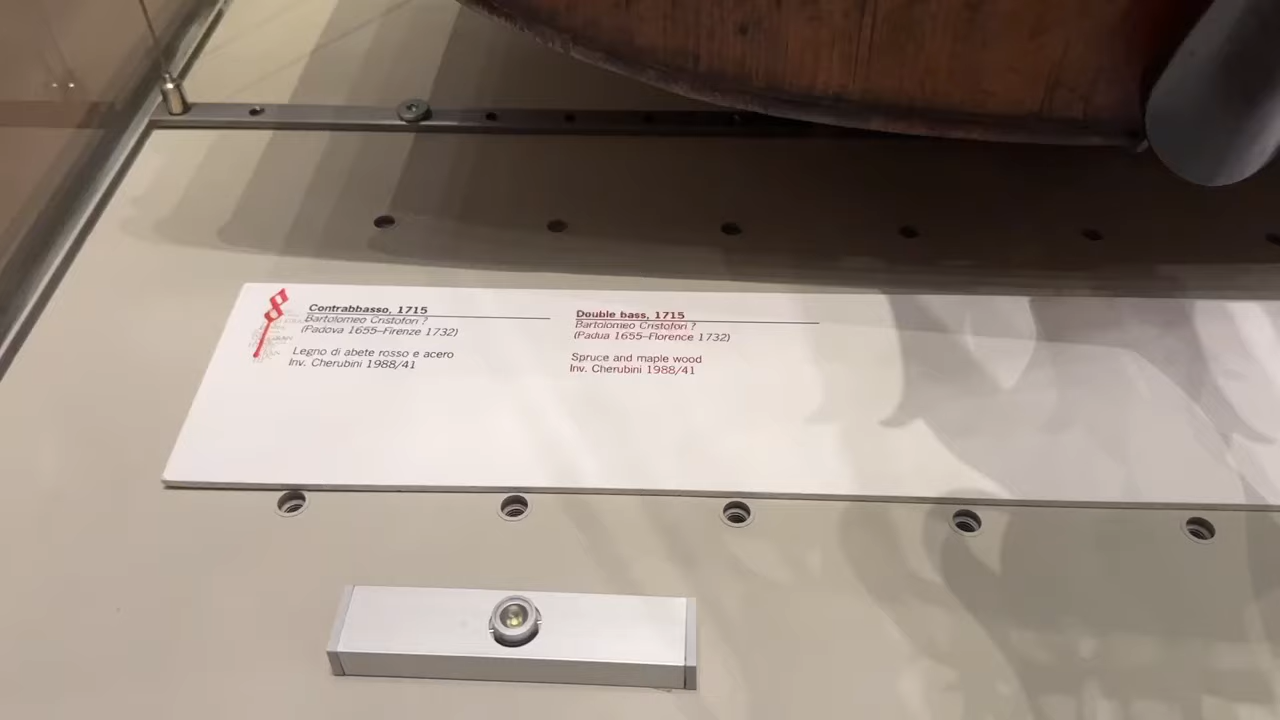 Contrabbasso, 1715
Bartolomeo Cristofori ?
(Padova 1655–Firenze 1732)
Legno di abete rosso e acero
Inv. Cherubini 1988/41
Double bass, 1715
Bartolomeo Cristofori ?
(Padua 1655–Florence 1732)
Spruce and maple wood
Inv. Cherubini 1988/41